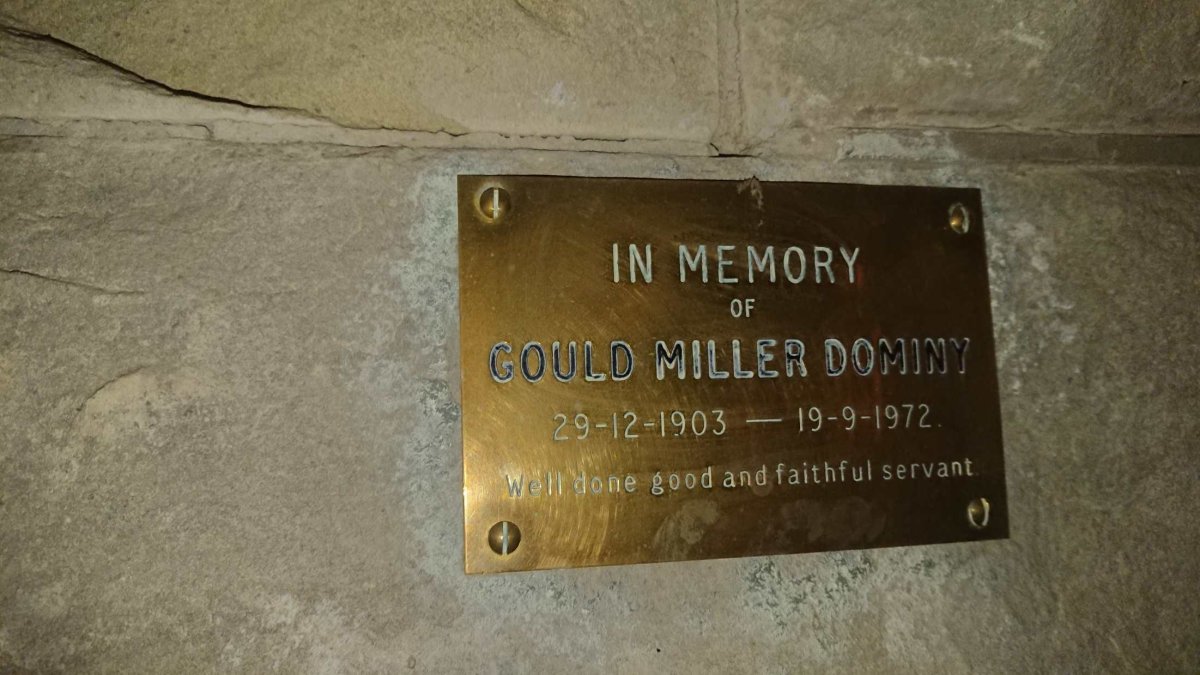 IN MEMORY
OF
GOULD MILLER DOMINY
29-12-1903 — 19-9-1972.
Well done good and faithful servant.